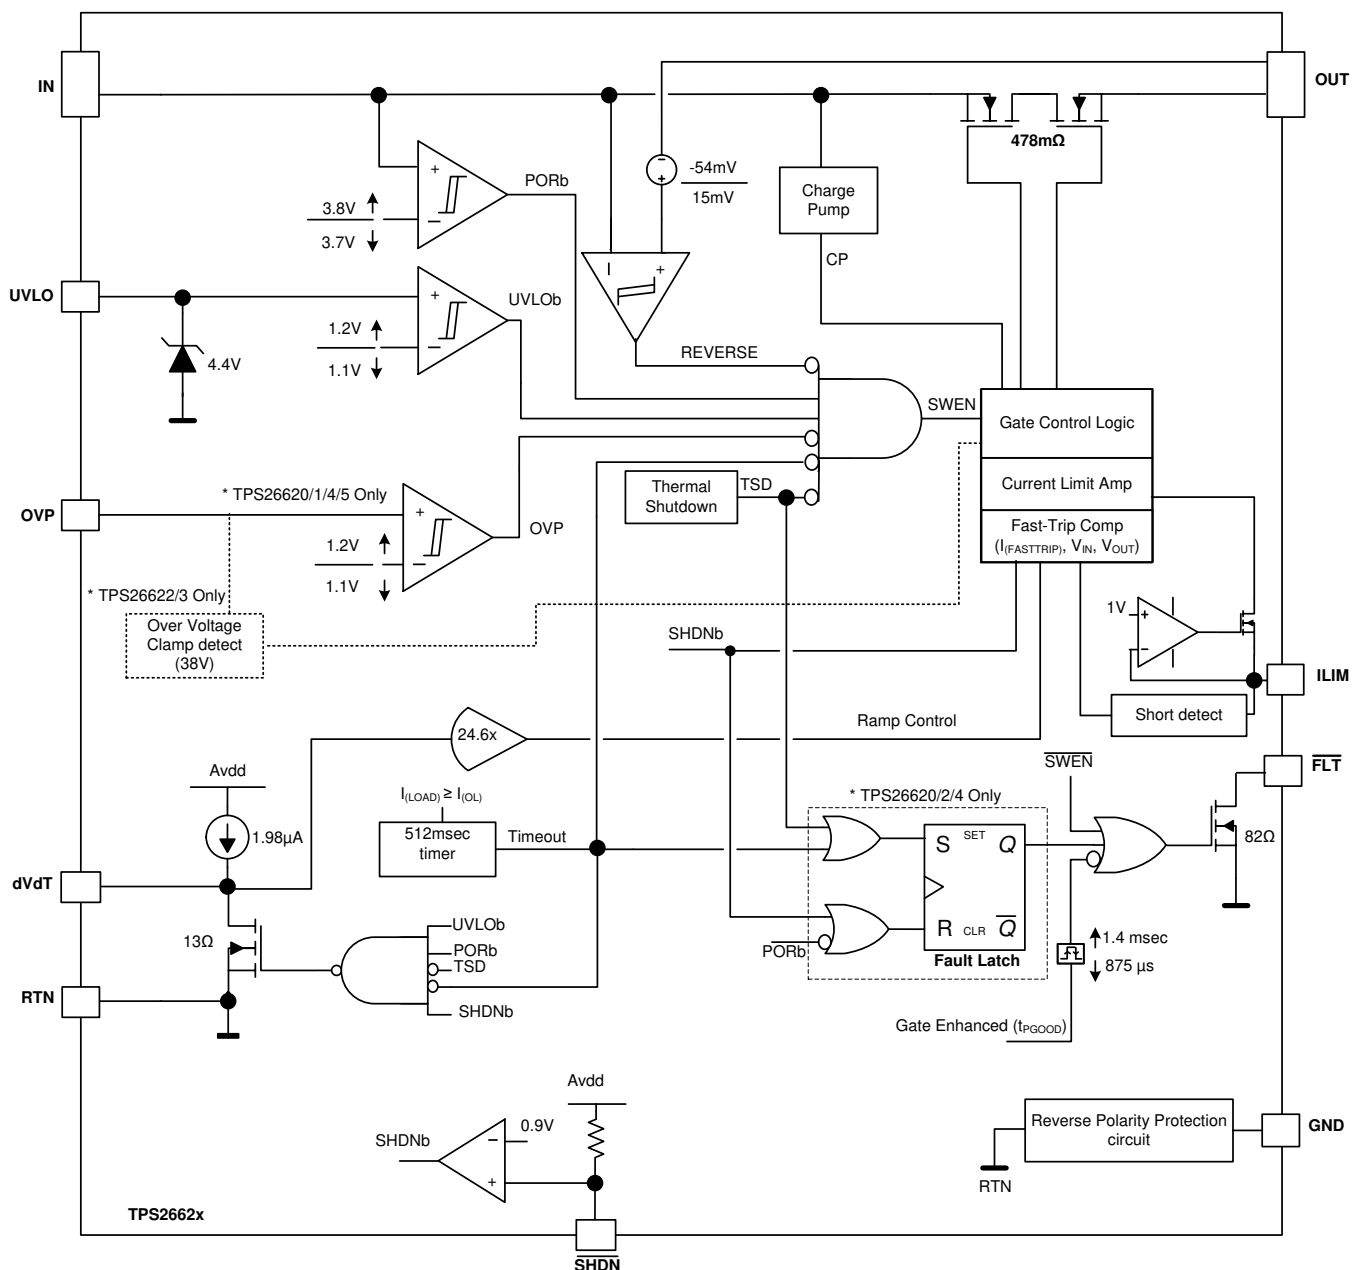 IN
OUT
478mΩ
-54mV
15mV
Charge
Pump
CP
+
PORb
3.8V
3.7V
−
UVLO
+
UVLOb
1.2V
1.1V
−
4.4V
− +
REVERSE
SWEN
Gate Control Logic
Current Limit Amp
Fast-Trip Comp
(I(FASTTRIP), VIN, VOUT)
Thermal
Shutdown
TSD
* TPS26620/1/4/5 Only
OVP
+
OVP
1.2V
1.1V
−
* TPS26622/3 Only
Over Voltage
Clamp detect
(38V)
SHDNb
1V
+
−
ILIM
Short detect
24.6x
Ramp Control
Avdd
1.98µA
I(LOAD) ≥ I(OL)
512msec
timer
Timeout
SWEN
FLT
82Ω
* TPS26620/2/4 Only
S SET Q
R CLR Q
Fault Latch
PORb
1.4 msec
875 µs
Gate Enhanced (tPGOOD)
dVdT
13Ω
RTN
UVLOb
PORb
TSD
SHDNb
Avdd
SHDNb
−
0.9V
+
SHDN
Reverse Polarity Protection
circuit
GND
RTN
TPS2662x